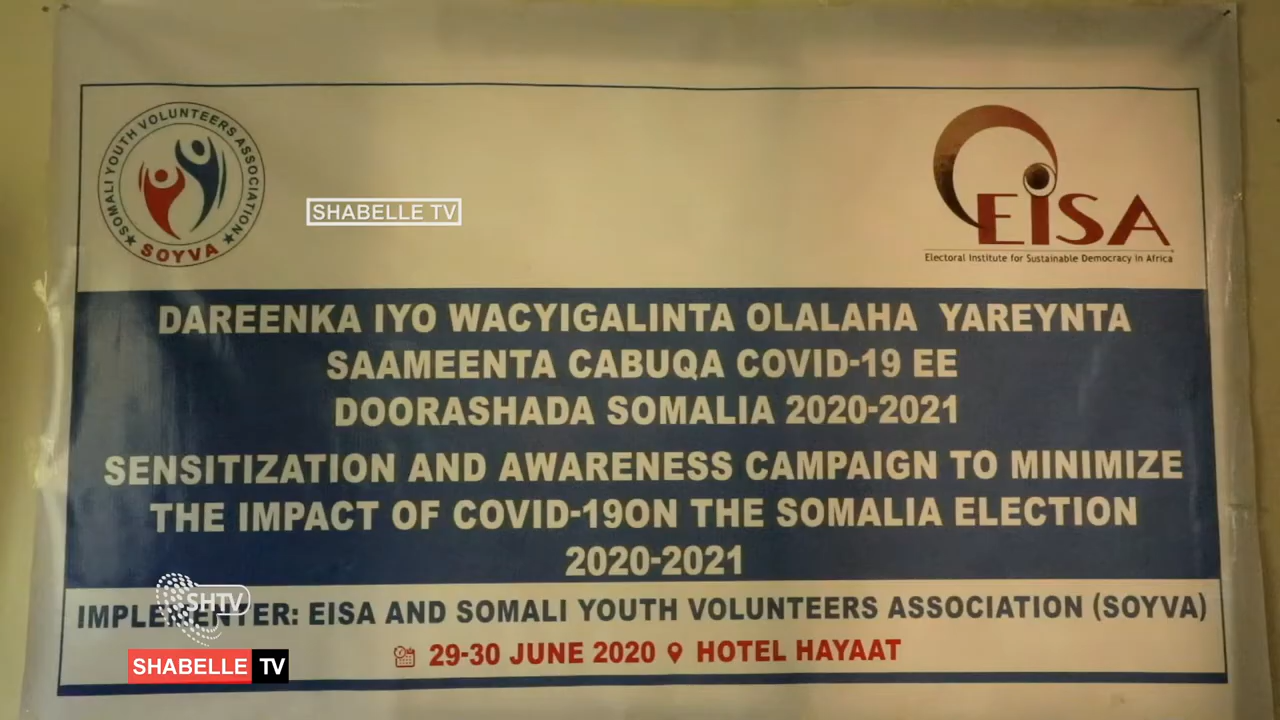 SOMALI YOUTH VOLUNTEERS ASSOCIATION
SOYVA
SHABELLE TV
EISA
Electoral Institute for Sustainable Democracy in Africa
DAREENKA IYO WACYIGALINTA OLALAHA YAREYNTA
SAAMEENTA CABUQA COVID-19 EE
DOORASHADA SOMALIA 2020-2021
SENSITIZATION AND AWARENESS CAMPAIGN TO MINIMIZE
THE IMPACT OF COVID-19ON THE SOMALIA ELECTION
2020-2021
SHTV
IMPLEMENTER: EISA AND SOMALI YOUTH VOLUNTEERS ASSOCIATION (SOYVA)
29-30 JUNE 2020 HOTEL HAYAAT
SHABELLE TV